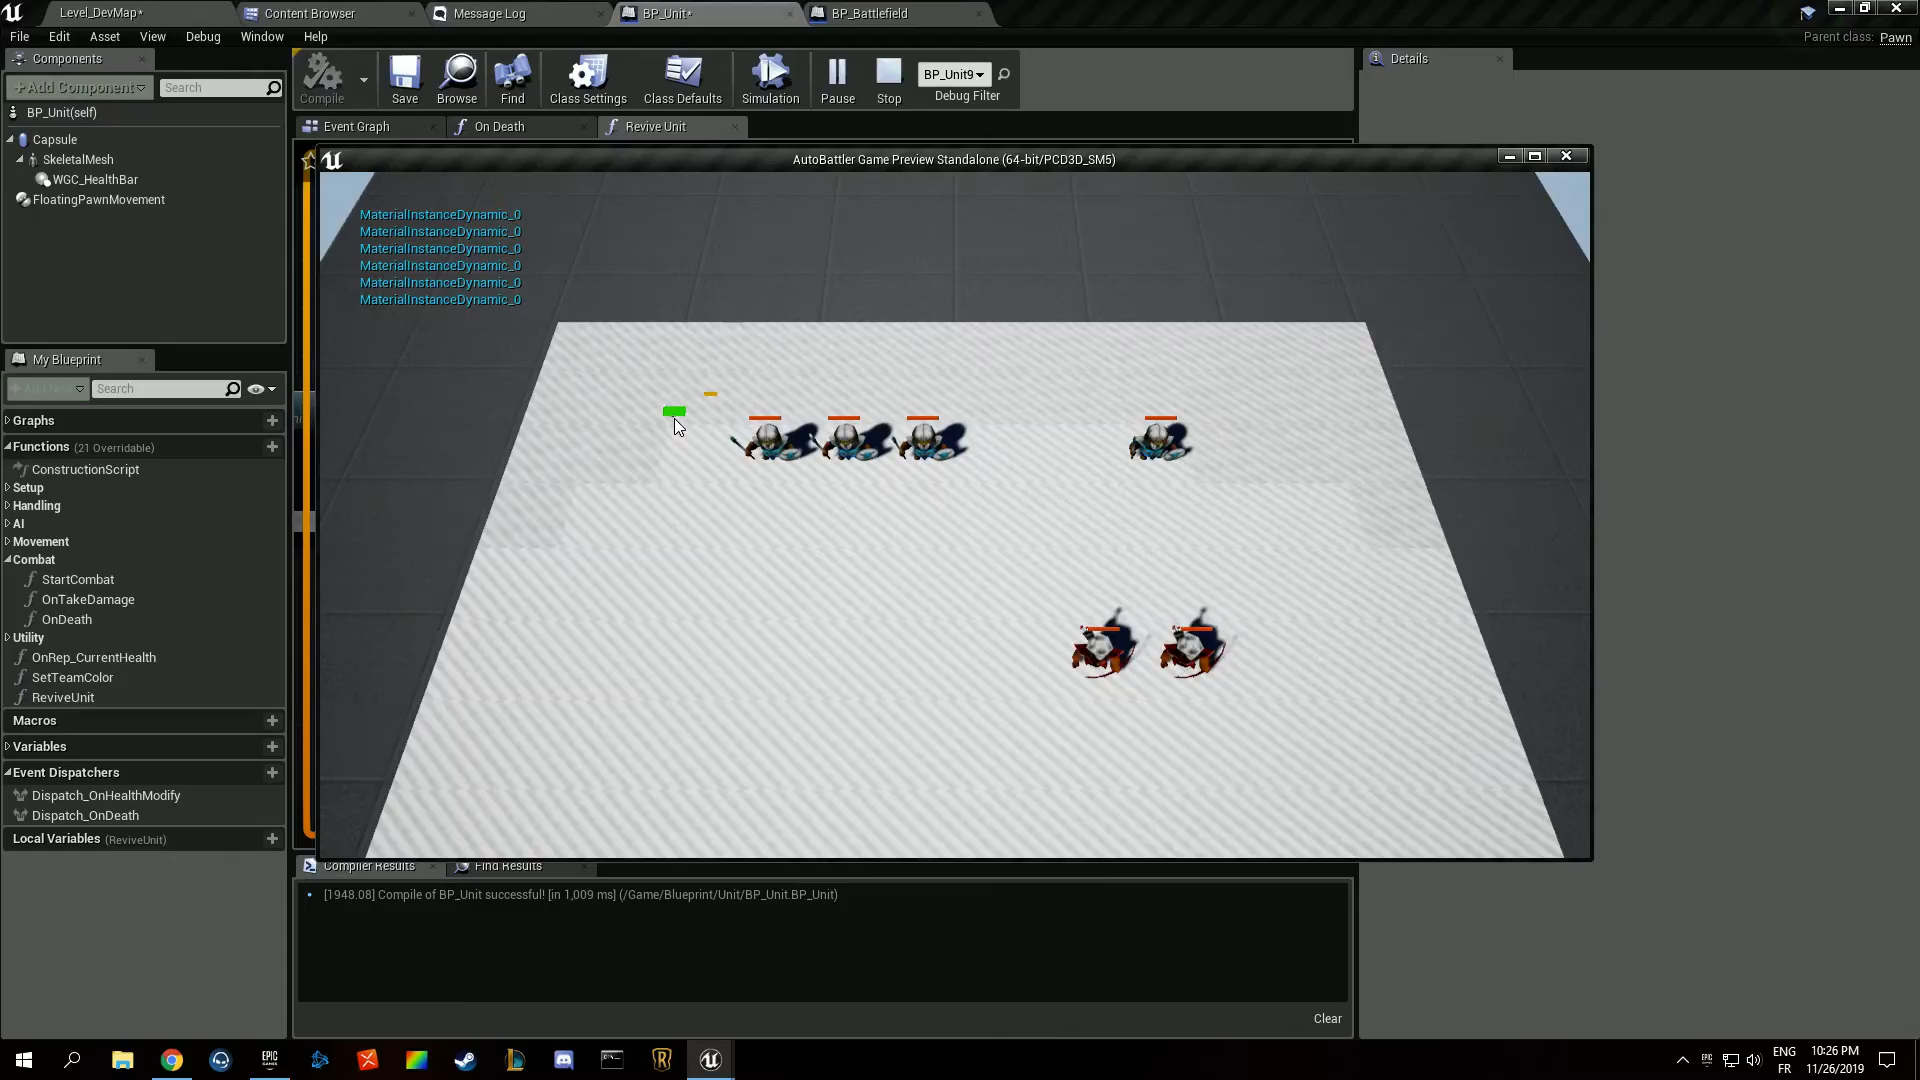 Level_DevMap*
Content Browser
Message Log
BP_Unit*
BP_Battlefield
File Edit Asset View Debug Window Help
Parent class: Pawn
Components
Details
+Add Component
Search
Compile
Save
Browse
Find
Class Settings
Class Defaults
Simulation
Pause
Stop
BP_Unit9
Debug Filter
BP_Unit(self)
Event Graph
On Death
Revive Unit
Capsule
SkeletalMesh
WGC_HealthBar
FloatingPawnMovement
AutoBattler Game Preview Standalone (64-bit/PCD3D_SM5)
MaterialInstanceDynamic_0
MaterialInstanceDynamic_0
MaterialInstanceDynamic_0
MaterialInstanceDynamic_0
MaterialInstanceDynamic_0
MaterialInstanceDynamic_0
My Blueprint
Search
Graphs
Functions (21 Overridable)
ConstructionScript
Setup
Handling
AI
Movement
Combat
StartCombat
OnTakeDamage
OnDeath
Utility
OnRep_CurrentHealth
SetTeamColor
ReviveUnit
Macros
Variables
Event Dispatchers
Dispatch_OnHealthModify
Dispatch_OnDeath
Local Variables (ReviveUnit)
Compiler Results
Find Results
[1948.08] Compile of BP_Unit successful! [in 1,009 ms] (/Game/Blueprint/Unit/BP_Unit.BP_Unit)
Clear
EPIC
GAMES
ENG
FR
10:26 PM
11/26/2019